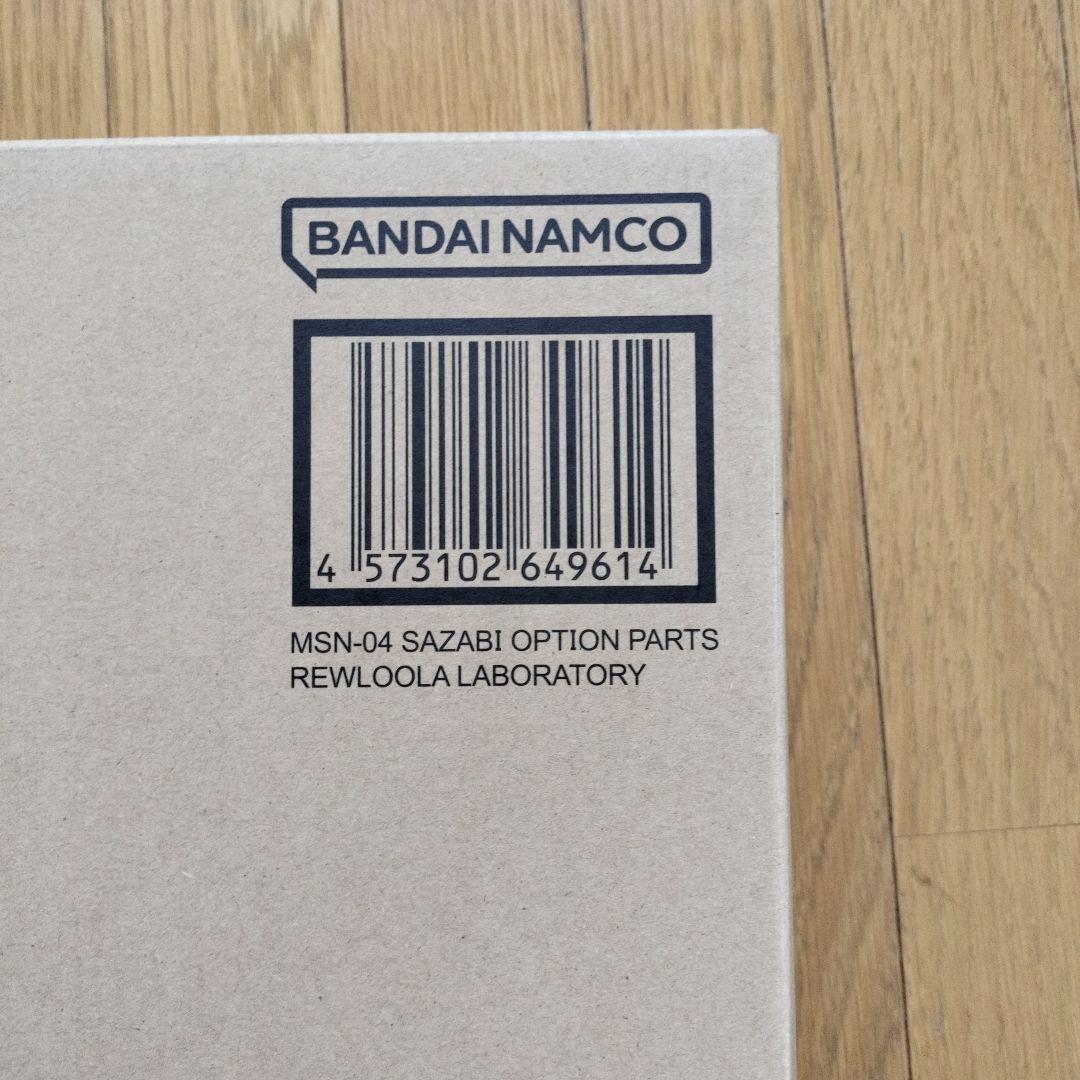 BANDAI NAMCO
4 573102 649614
MSN-04 SAZABI OPTION PARTS
REWLOOLA LABORATORY